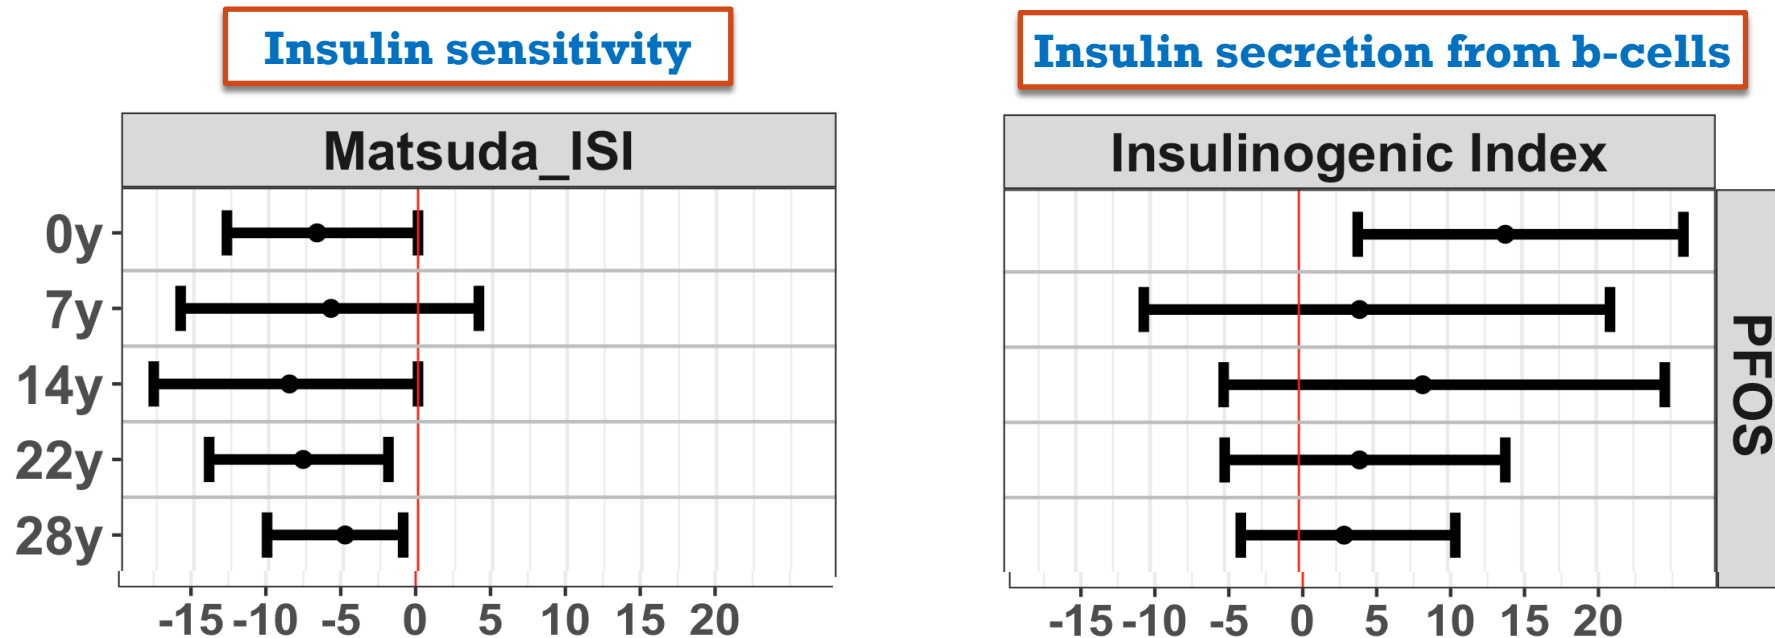 Insulin sensitivity
Insulin secretion from b-cells
Matsuda_ISI
Insulinogenic Index
0y
7y
14y
22y
28y
PFOS
-15 -10 -5 0 5 10 15 20
-15 -10 -5 0 5 10 15 20